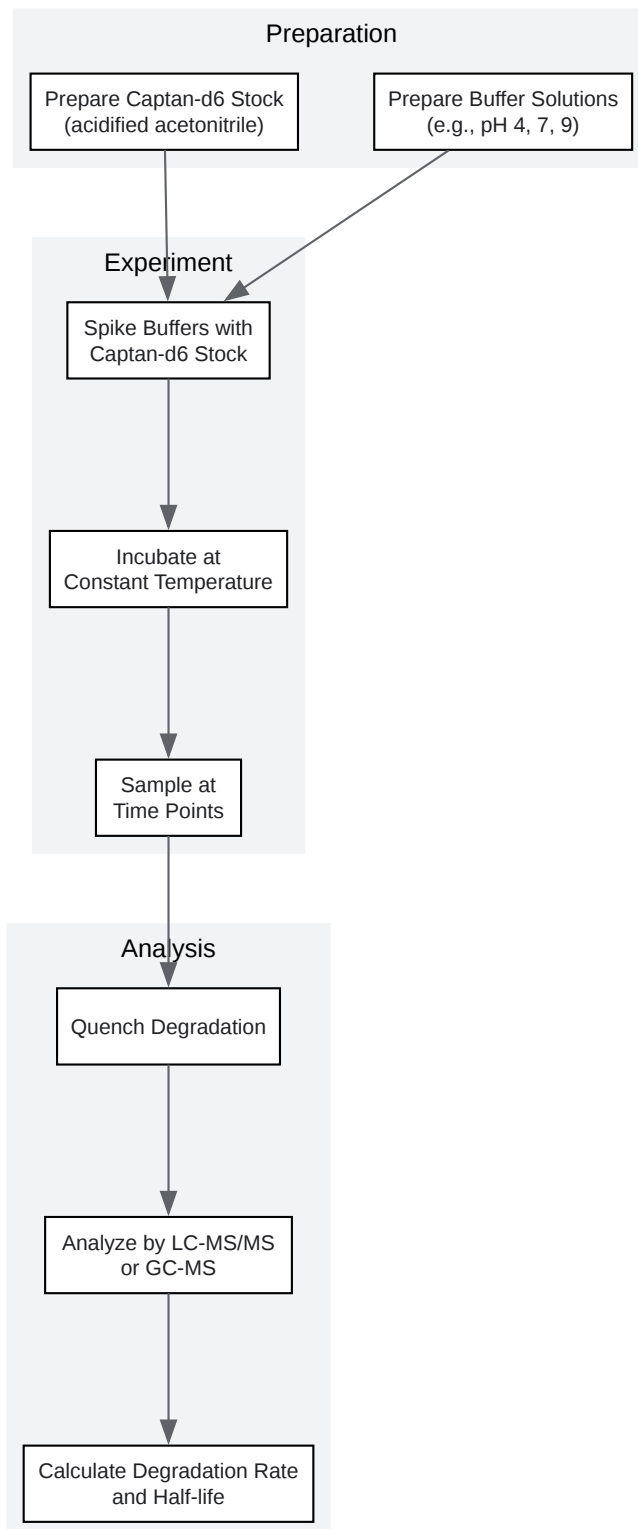 Preparation
Prepare Captan-d6 Stock
(acidified acetonitrile)
Prepare Buffer Solutions
(e.g., pH 4, 7, 9)
Experiment
Spike Buffers with
Captan-d6 Stock
Incubate at
Constant Temperature
Sample at
Time Points
Analysis
Quench Degradation
Analyze by LC-MS/MS
or GC-MS
Calculate Degradation Rate
and Half-life